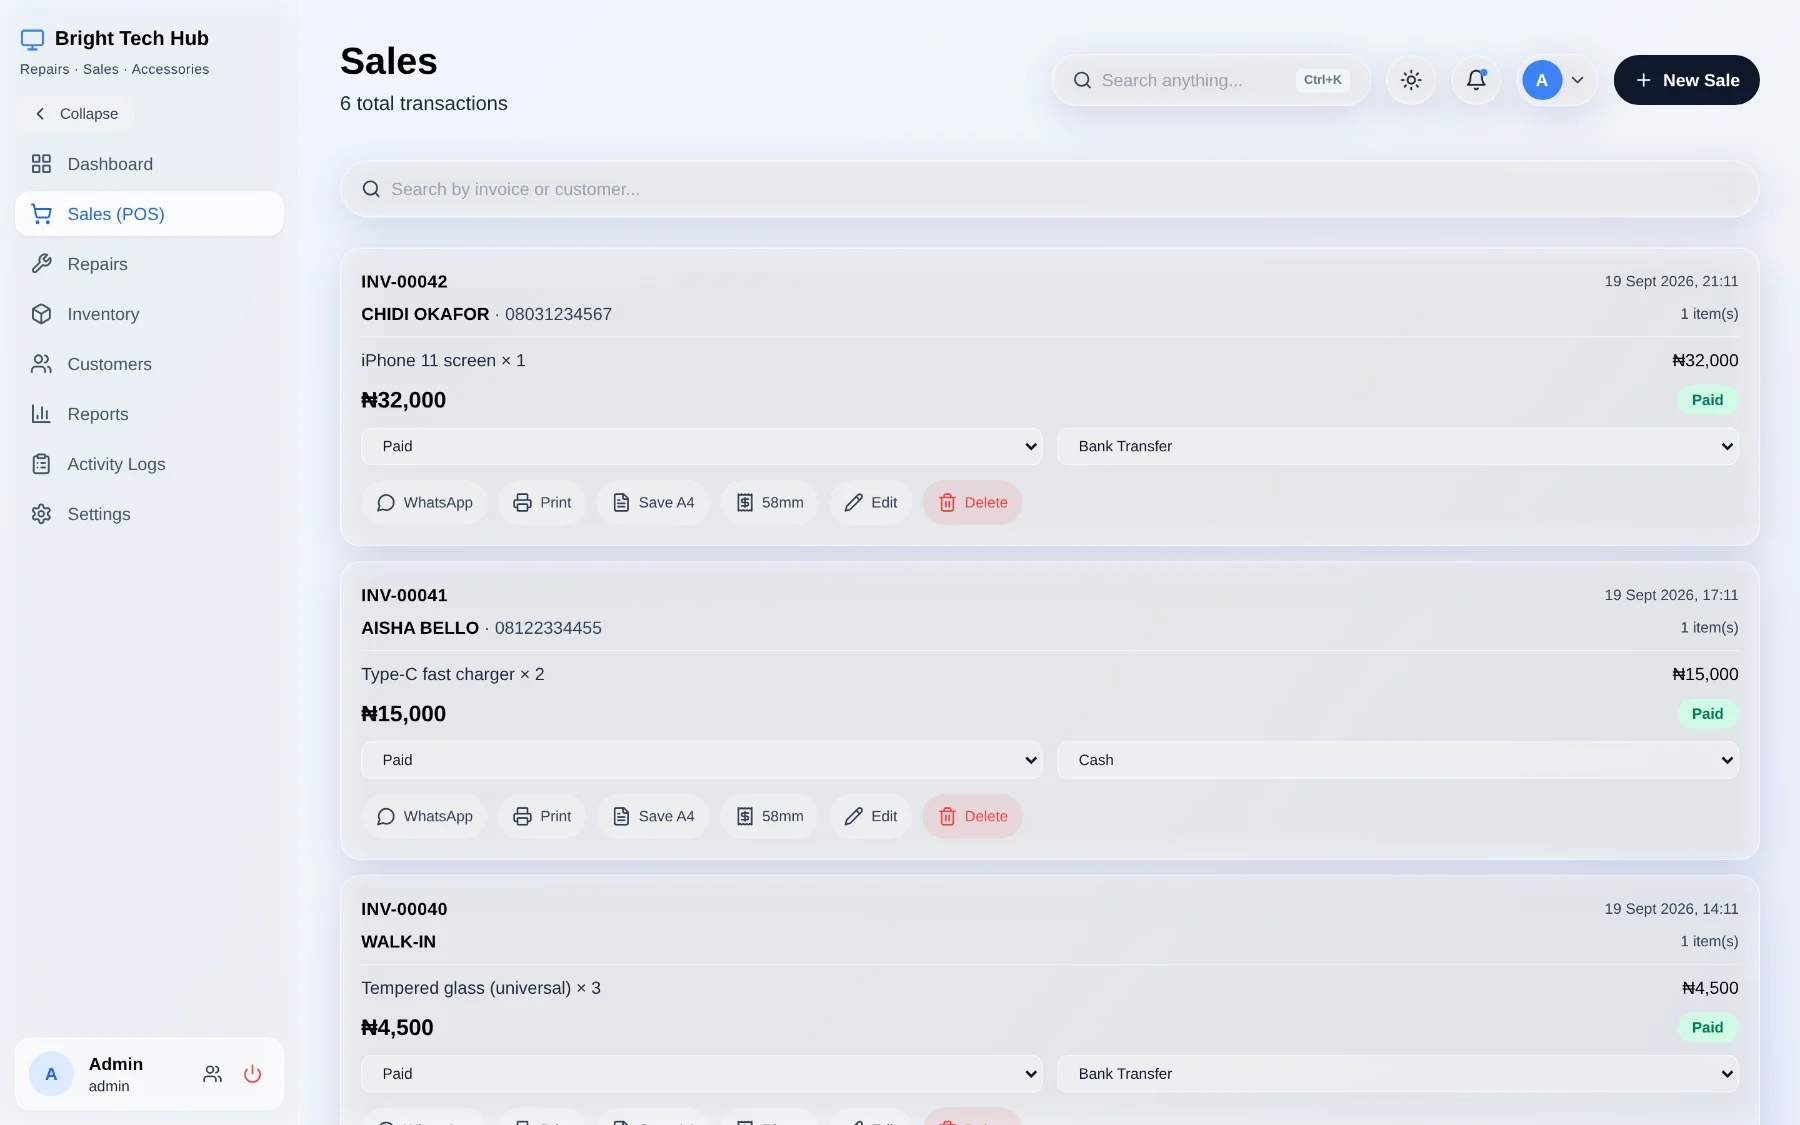 Bright Tech Hub
Repairs · Sales · Accessories
Collapse
Dashboard
Sales (POS)
Repairs
Inventory
Customers
Reports
Activity Logs
Settings
A
Admin
admin
Sales
6 total transactions
Search anything...
Ctrl+K
A
New Sale
Search by invoice or customer...
INV-00042
19 Sept 2026, 21:11
CHIDI OKAFOR · 08031234567
1 item(s)
iPhone 11 screen × 1
₦32,000
₦32,000
Paid
Paid
Bank Transfer
WhatsApp
Print
Save A4
58mm
Edit
Delete
INV-00041
19 Sept 2026, 17:11
AISHA BELLO · 08122334455
1 item(s)
Type-C fast charger × 2
₦15,000
₦15,000
Paid
Paid
Cash
WhatsApp
Print
Save A4
58mm
Edit
Delete
INV-00040
19 Sept 2026, 14:11
WALK-IN
1 item(s)
Tempered glass (universal) × 3
₦4,500
₦4,500
Paid
Paid
Bank Transfer